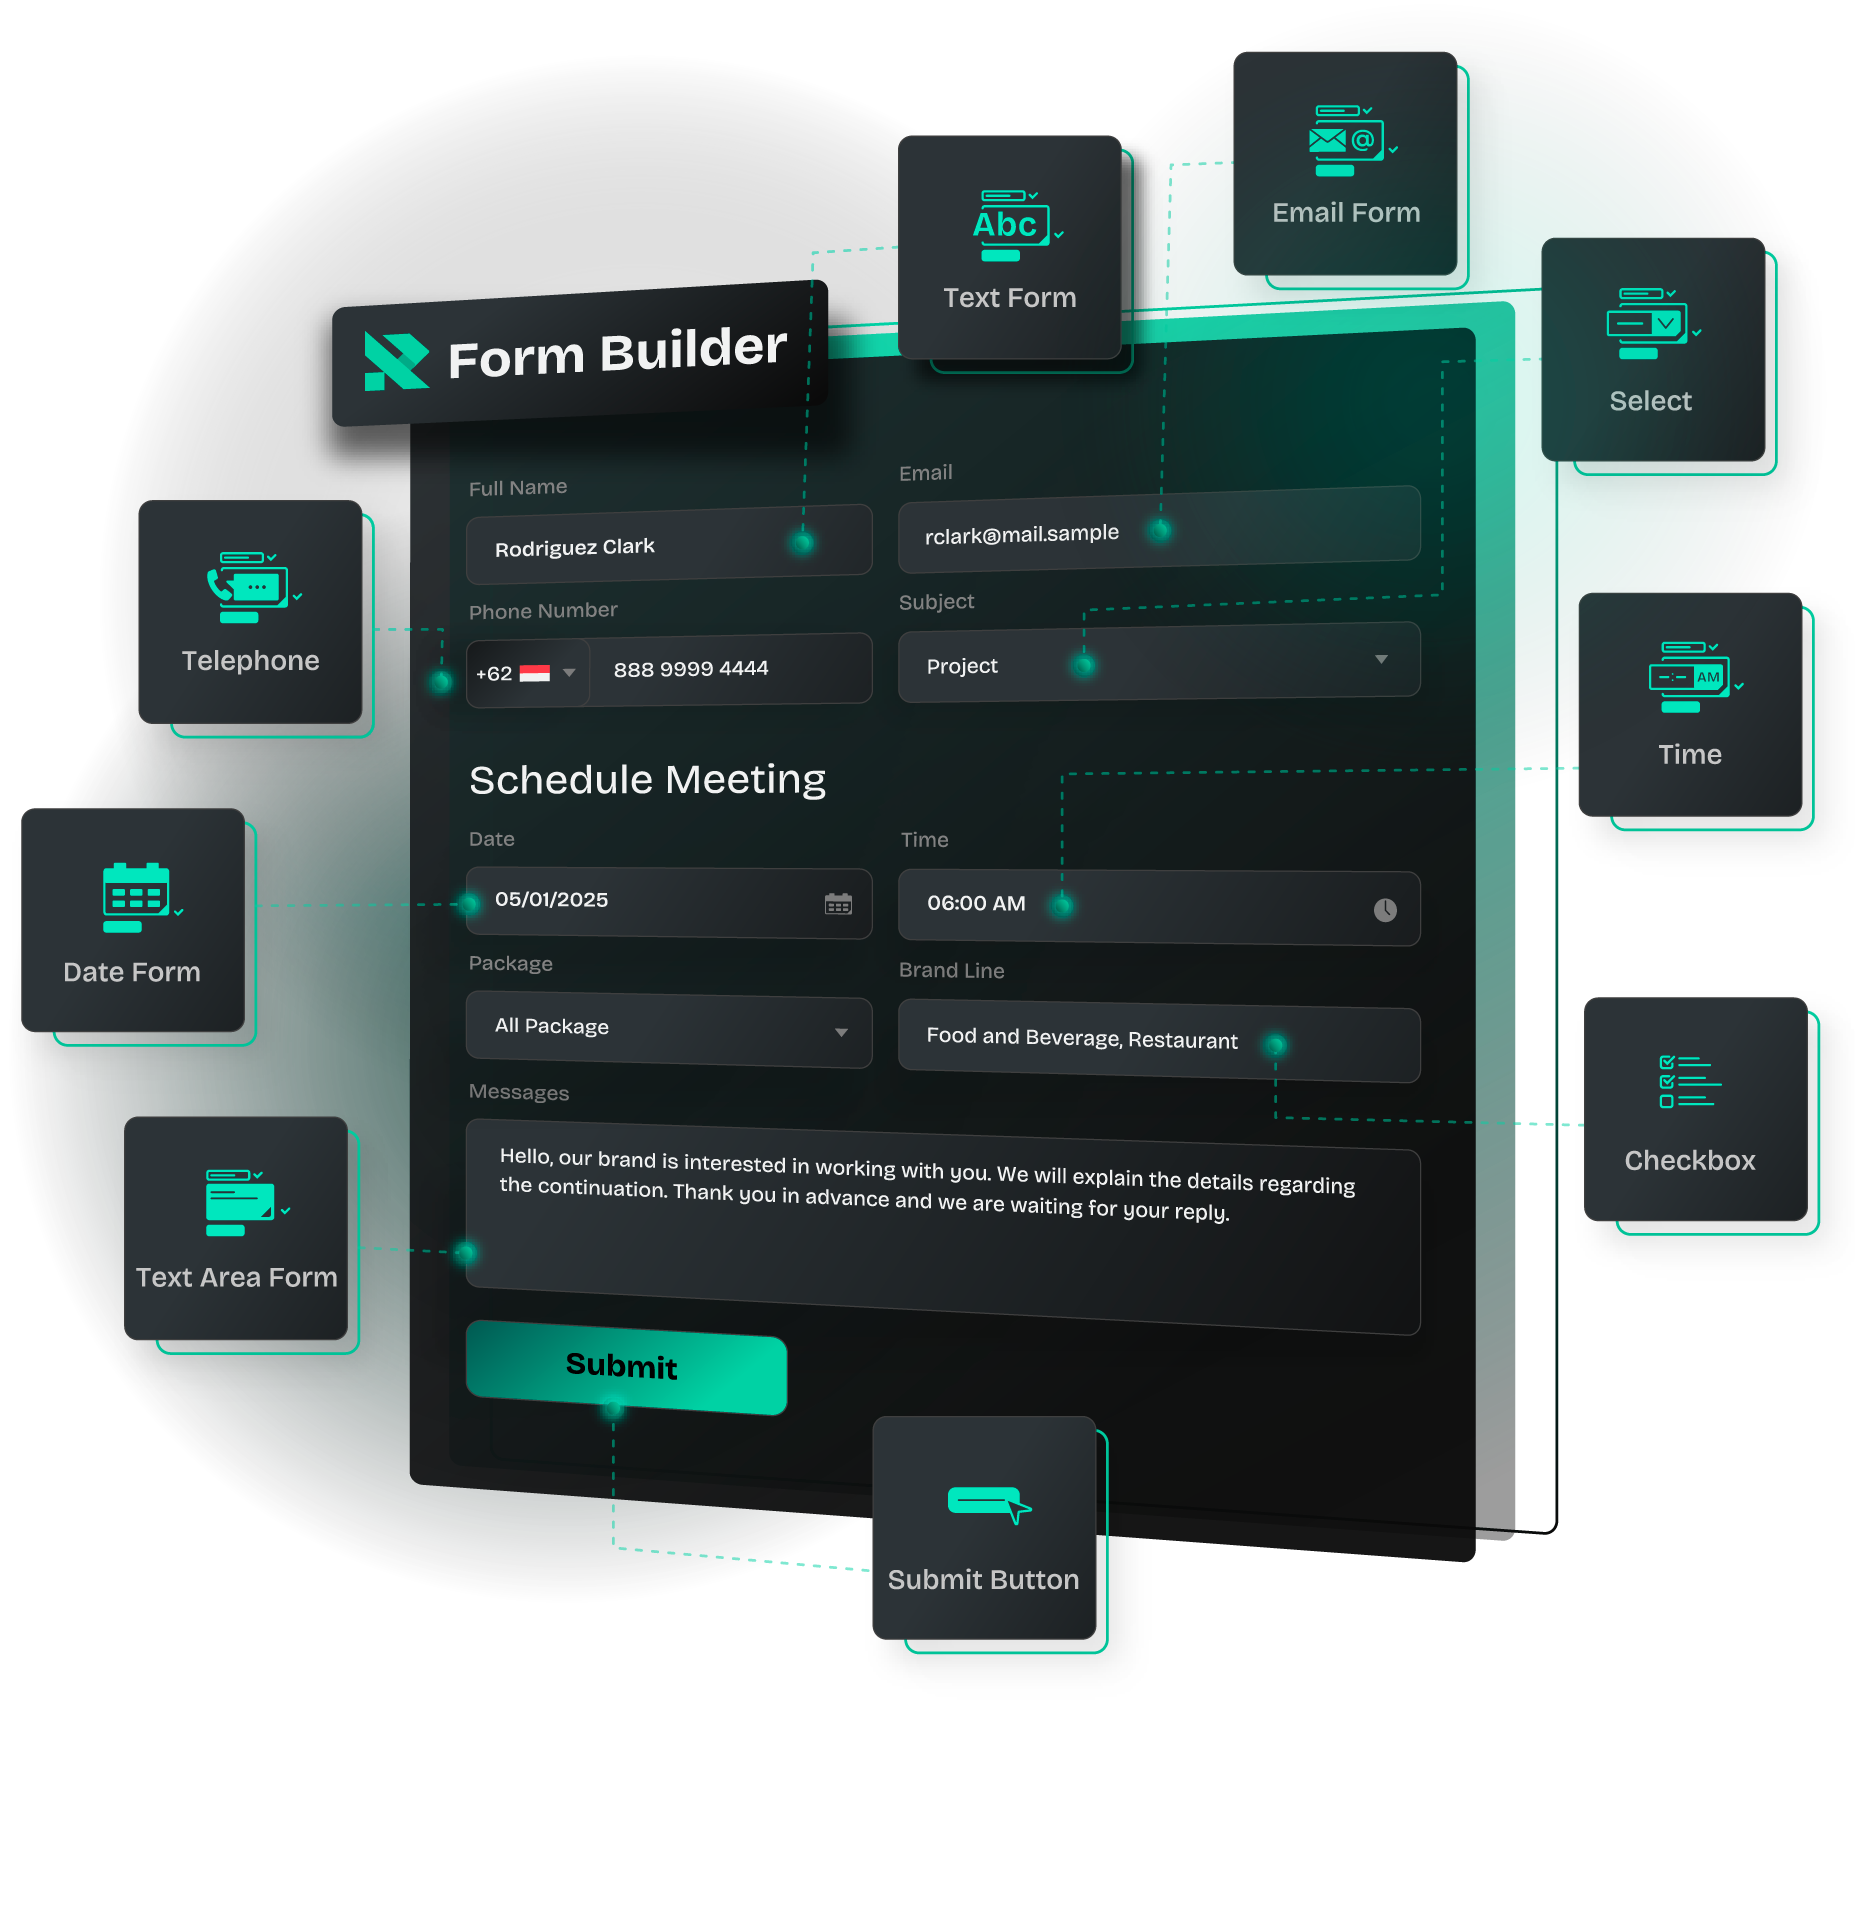 Email Form
Abc
Text Form
Select
Form Builder
Full Name
Email
Rodriguez Clark
rclark@mail.sample
Phone Number
Subject
+62
888 9999 4444
Project
Telephone
AM
Time
Schedule Meeting
Date
Time
05/01/2025
06:00 AM
Date Form
Package
Brand Line
All Package
Food and Beverage, Restaurant
Messages
Hello, our brand is interested in working with you. We will explain the details regarding
the continuation. Thank you in advance and we are waiting for your reply.
Checkbox
Text Area Form
Submit
Submit Button